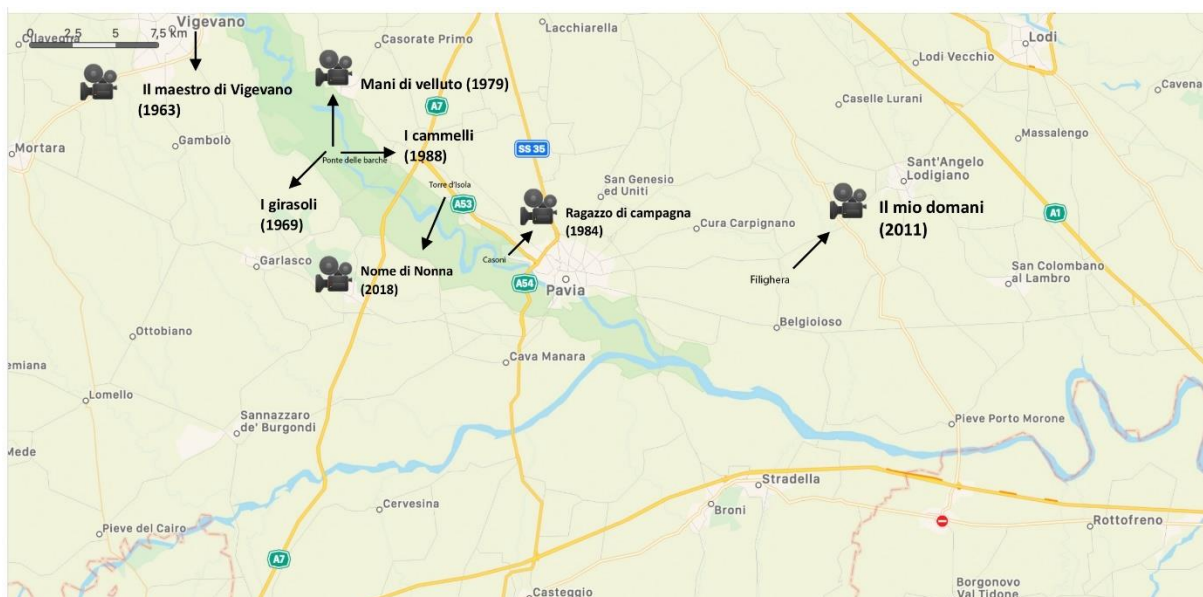 Vigevano
Cilavegna
0 2,5 5 7,5 km
Casorate Primo
Lacchiarella
Lodi
Lodi Vecchio
Cavena
Il maestro di Vigevano
(1963)
Mani di velluto (1979)
A7
Caselle Lurani
Massalengo
Mortara
Gambolò
Ponte delle barche
I cammelli
(1988)
SS 35
Sant'Angelo
Lodigiano
San Genesio
ed Uniti
Torre d'Isola
A53
I girasoli
(1969)
Ragazzo di campagna
(1984)
Cura Carpignano
Il mio domani
(2011)
A1
Garlasco
Nome di Nonna
(2018)
Casoni
A54
Pavia
Filighera
San Colombano
al Lambro
Ottobiano
Belgioioso
emiana
Cava Manara
Lomello
Sannazzaro
de' Burgondi
Pieve Porto Morone
Mede
Stradella
Cervesina
Broni
Pieve del Cairo
Rottofreno
A7
Casteggio
Borgonovo
Val Tidone